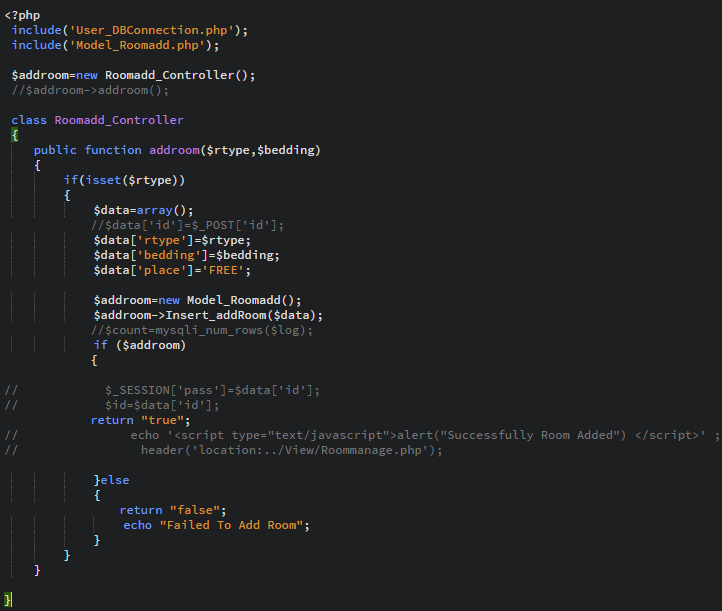 <?php
include('User_DBConnection.php');
include('Model_Roomadd.php');
$addroom=new Roomadd_Controller();
//$addroom->addroom();
class Roomadd_Controller
{
public function addroom($rtype,$bedding)
{
if(isset($rtype))
{
$data=array();
//$data['id']=$_POST['id'];
$data['rtype']=$rtype;
$data['bedding']=$bedding;
$data['place']='FREE';
$addroom=new Model_Roomadd();
$addroom->Insert_addRoom($data);
//$count=mysqli_num_rows($log);
if ($addroom)
{
// $_SESSION['pass']=$data['id'];
// $id=$data['id'];
return "true";
// echo '<script type="text/javascript">alert("Successfully Room Added") </script>' ;
// header('location:../View/Roommanage.php');
}else
{
return "false";
echo "Failed To Add Room";
}
}
}
}